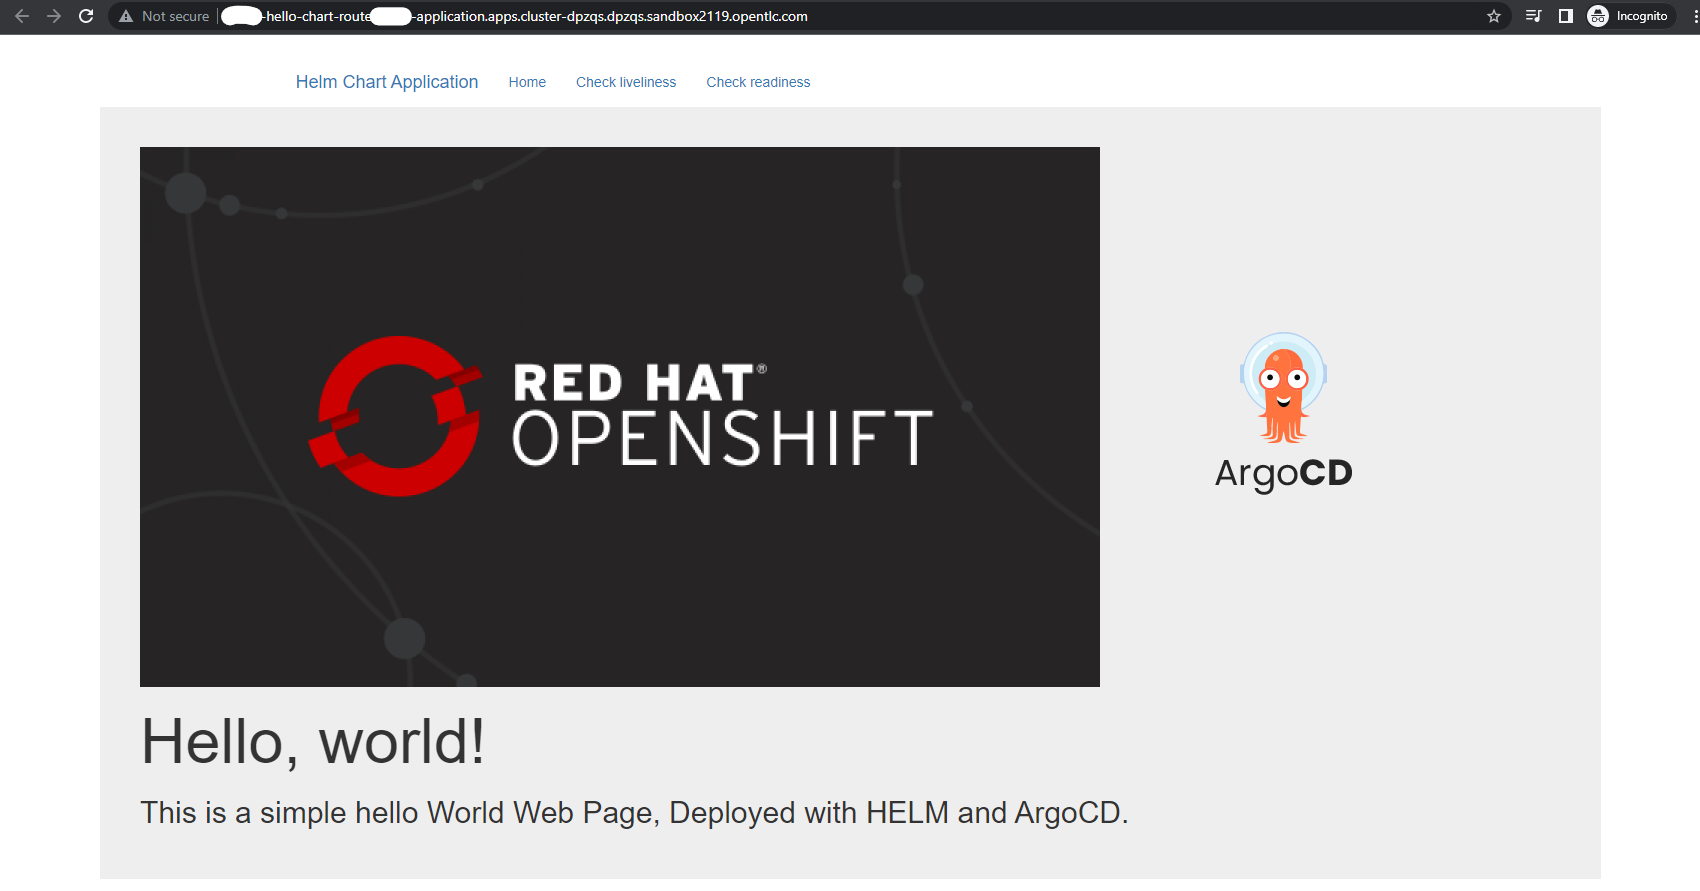 Not secure -hello-chart-route -application.apps.cluster-dpzqs.dpzqs.sandbox2119.opentlc.com Incognito
Helm Chart Application Home Check liveliness Check readiness
RED HAT®
OPENSHIFT
ArgoCD
Hello, world!
This is a simple hello World Web Page, Deployed with HELM and ArgoCD.